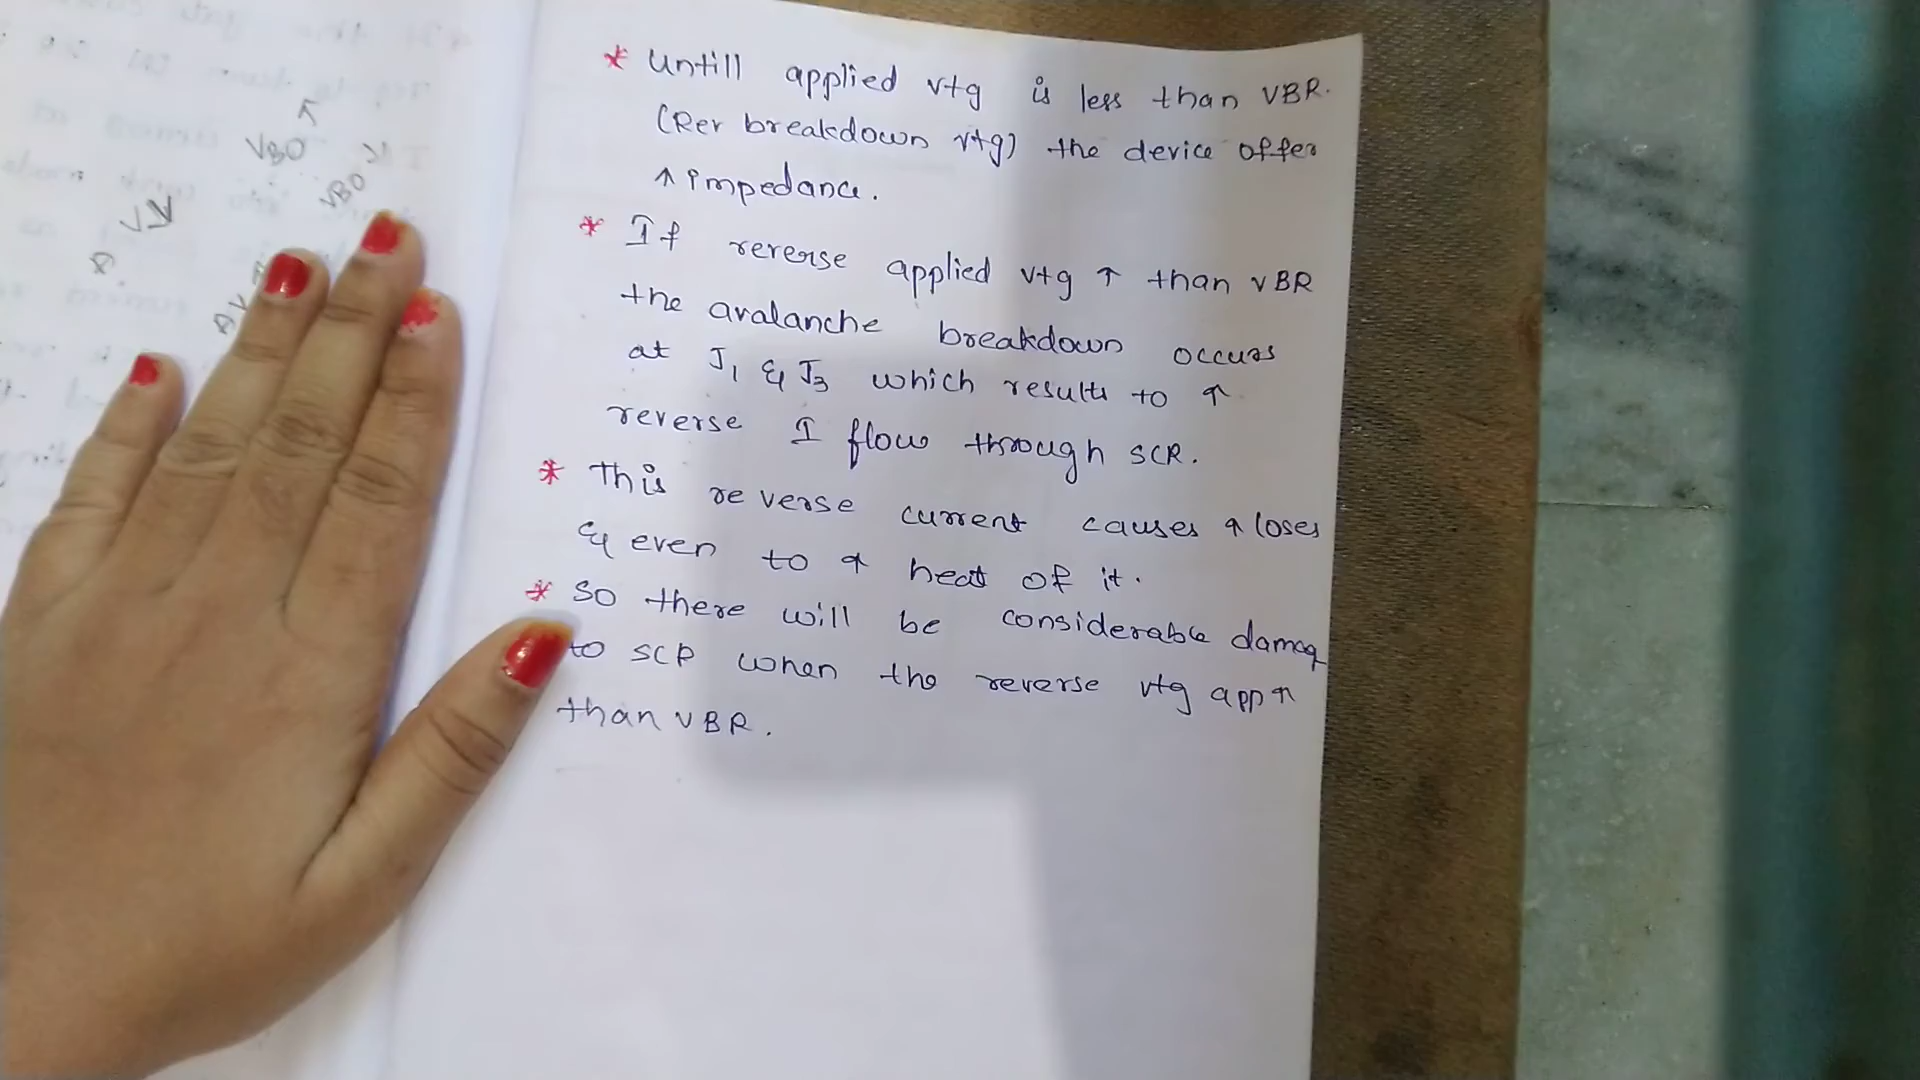 * Untill applied vtg is less than VBR.
(Rev breakdown vtg) the device offer
↑ impedance.
* If reverse applied vtg ↑ than VBR
the avalanche breakdown occurs
at J1 & J3 which results to ↑
reverse I flow through SCR.
* This reverse current causes ↑ loses
& even to ↑ heat of it.
* So there will be considerable damag
to SCR when the reverse vtg app ↑
than VBR.
VBO ↑
VBO